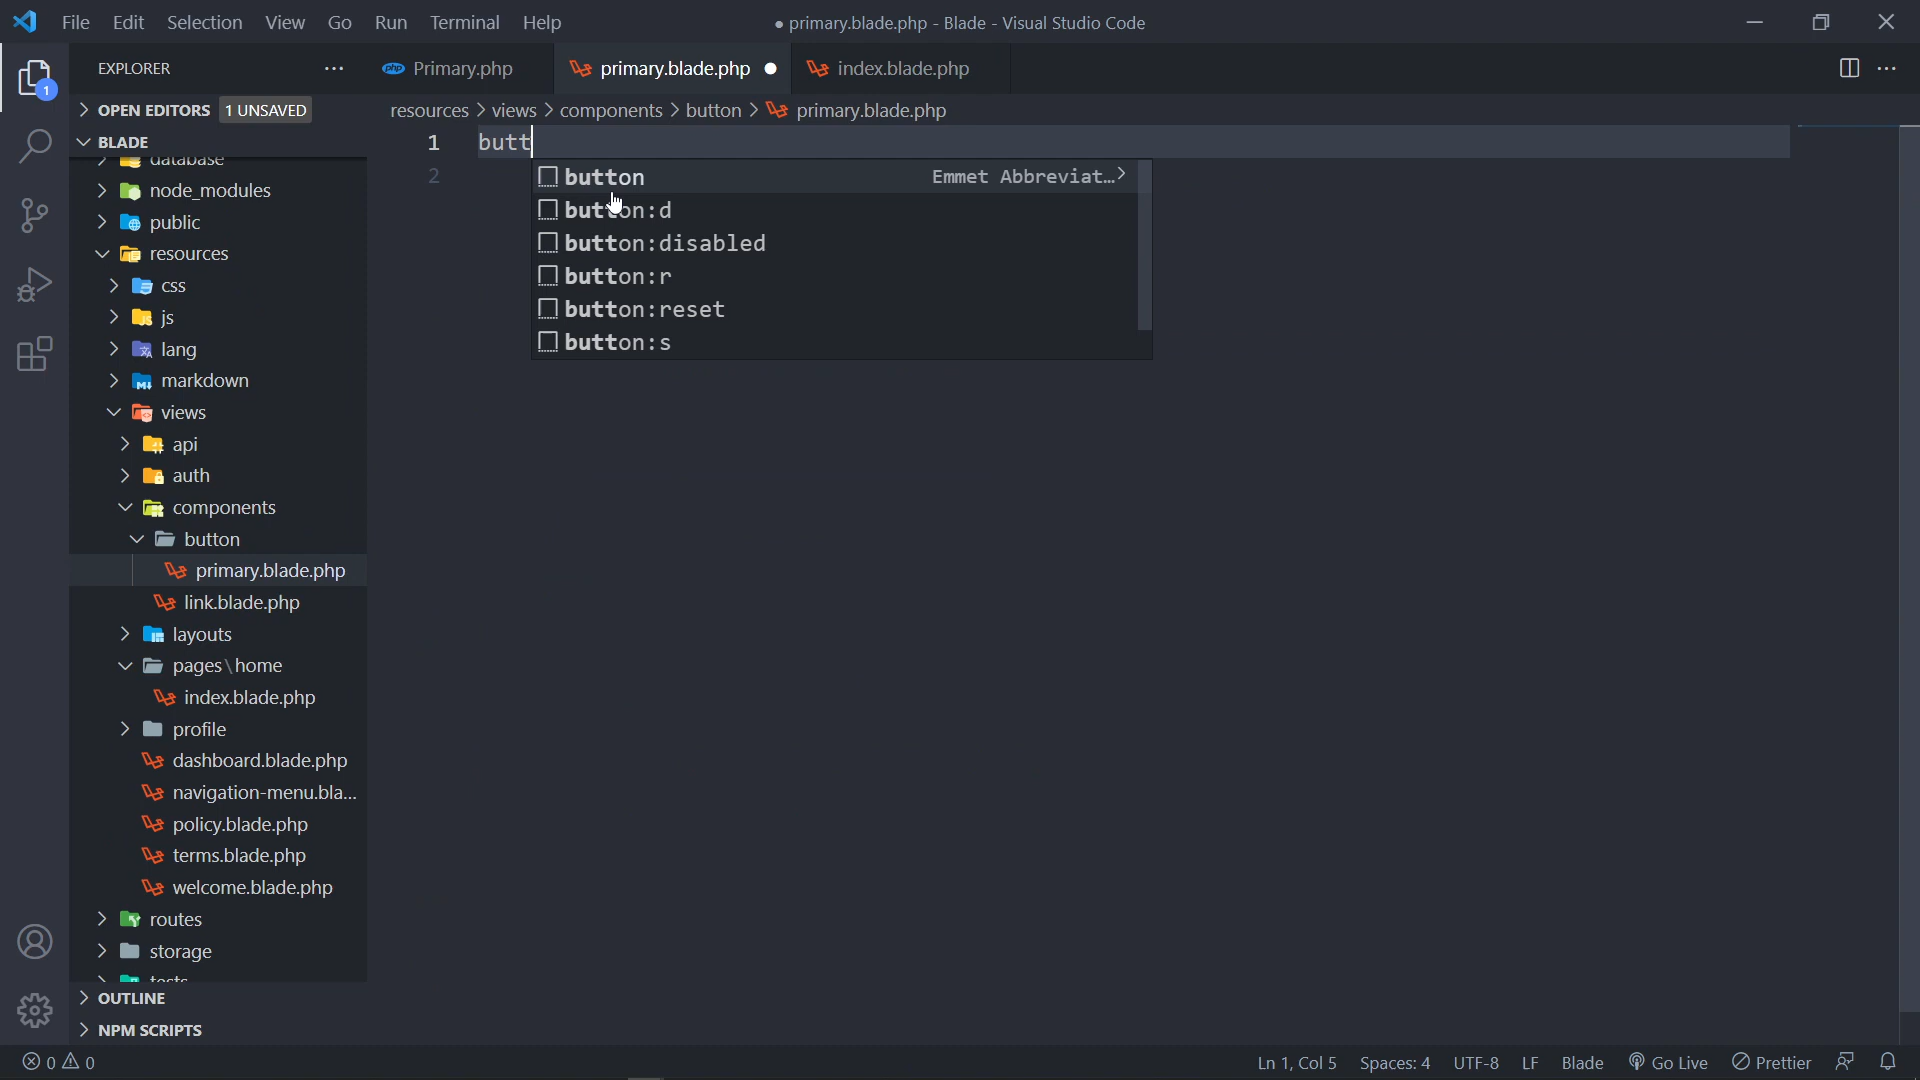 File Edit Selection View Go Run Terminal Help
● primary.blade.php - Blade - Visual Studio Code
EXPLORER
Primary.php
primary.blade.php
index.blade.php
1
OPEN EDITORS 1 UNSAVED
resources > views > components > button > primary.blade.php
BLADE
1 butt
2
button Emmet Abbreviat...
button:d
button:disabled
button:r
button:reset
button:s
database
node_modules
public
resources
css
js
lang
markdown
views
api
auth
components
button
primary.blade.php
link.blade.php
layouts
pages\home
index.blade.php
profile
dashboard.blade.php
navigation-menu.bla...
policy.blade.php
terms.blade.php
welcome.blade.php
routes
storage
tests
OUTLINE
NPM SCRIPTS
0 0
Ln 1, Col 5 Spaces: 4 UTF-8 LF Blade Go Live Prettier